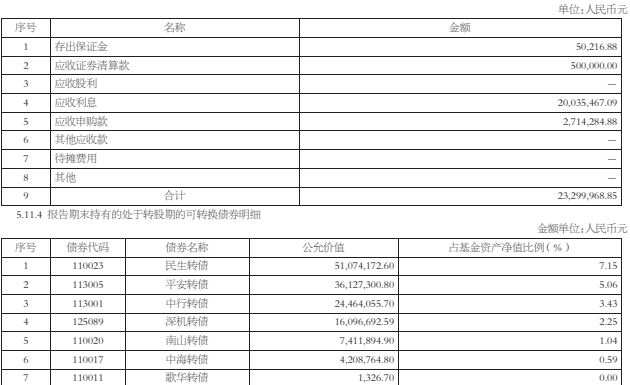 单位：人民币元
序号 名称 金额
1 存出保证金 50,216.88
2 应收证券清算款 500,000.00
3 应收股利 —
4 应收利息 20,035,467.09
5 应收申购款 2,714,284.88
6 其他应收款 —
7 待摊费用 —
8 其他 —
9 合计 23,299,968.85
5.11.4 报告期末持有的处于转股期的可转换债券明细
金额单位：人民币元
序号 债券代码 债券名称 公允价值 占基金资产净值比例（%）
1 110023 民生转债 51,074,172.60 7.15
2 113005 平安转债 36,127,300.80 5.06
3 113001 中行转债 24,464,055.70 3.43
4 125089 深机转债 16,096,692.59 2.25
5 110020 南山转债 7,411,894.90 1.04
6 110017 中海转债 4,208,764.80 0.59
7 110011 歌华转债 1,326.70 0.00